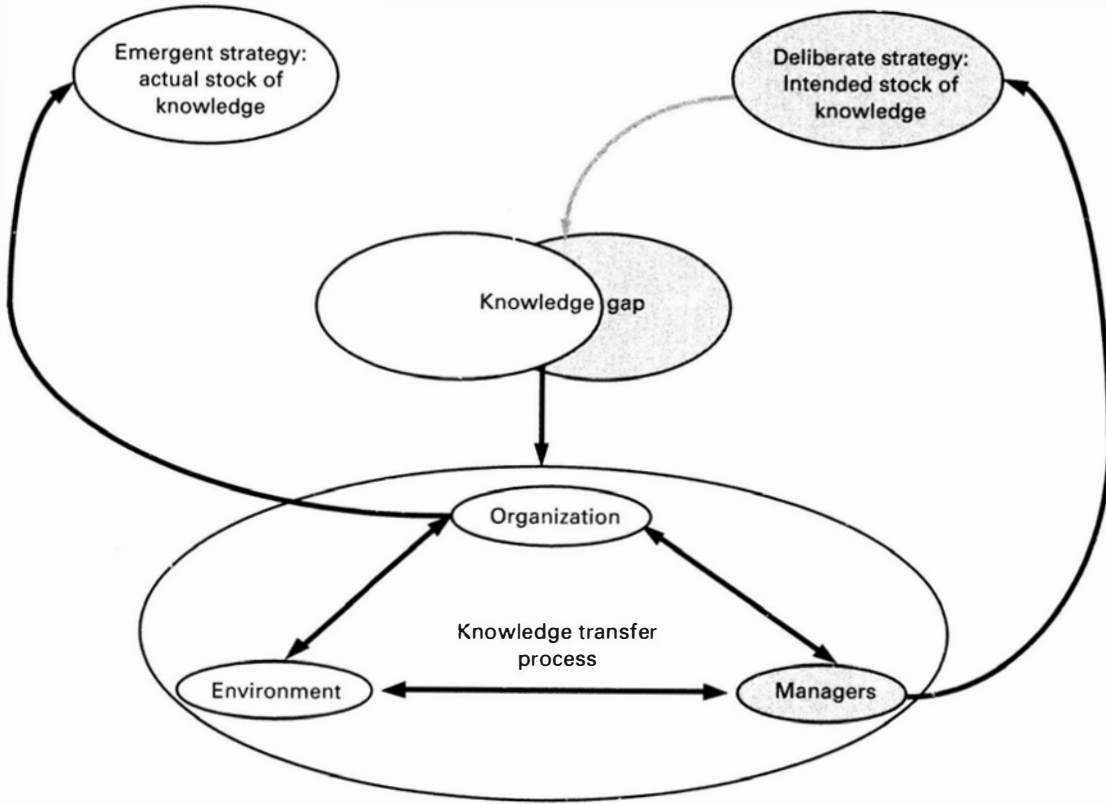 Emergent strategy:
actual stock of
knowledge
Deliberate strategy:
Intended stock of
knowledge
Knowledge gap
Organization
Knowledge transfer
process
Environment
Managers